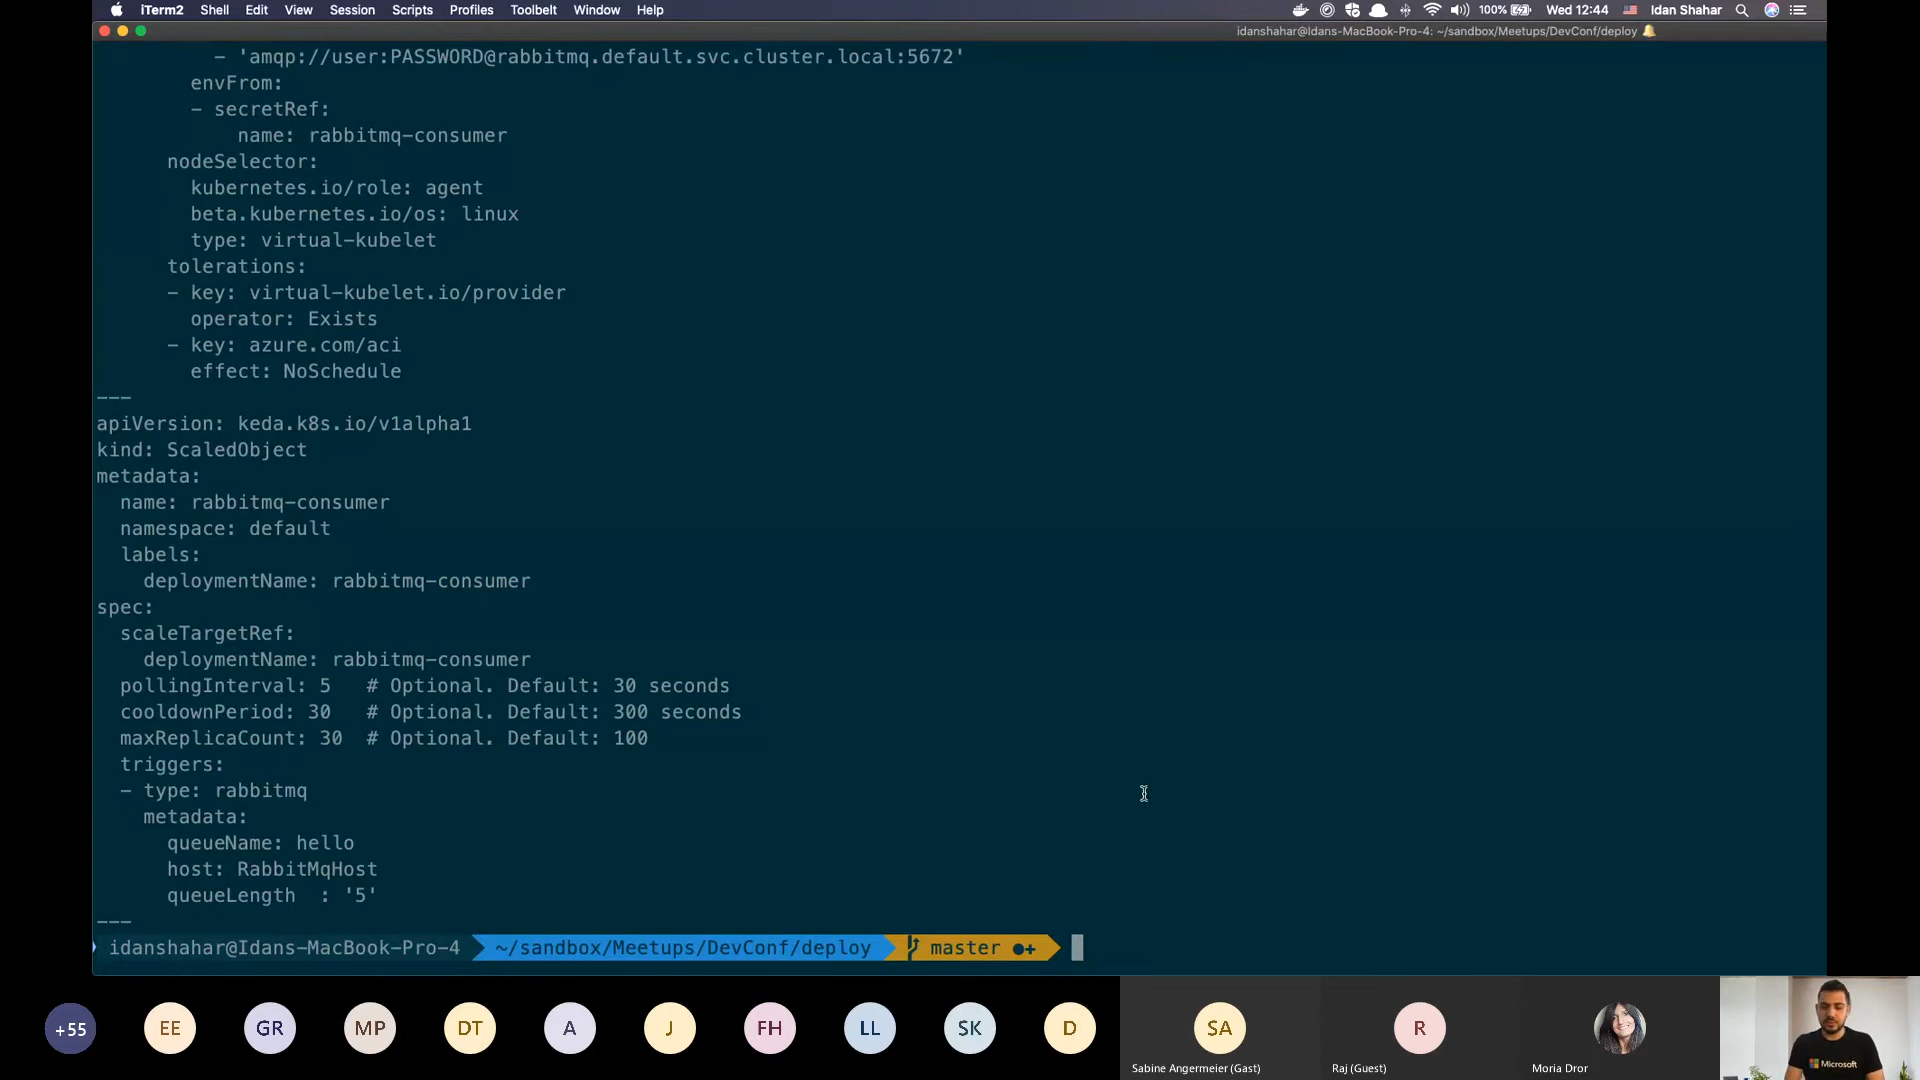 iTerm2 Shell Edit View Session Scripts Profiles Toolbelt Window Help 100% Wed 12:44 Idan Shahar
idanshahar@Idans-MacBook-Pro-4: ~/sandbox/Meetups/DevConf/deploy
- 'amqp://user:PASSWORD@rabbitmq.default.svc.cluster.local:5672'
envFrom:
- secretRef:
name: rabbitmq-consumer
nodeSelector:
kubernetes.io/role: agent
beta.kubernetes.io/os: linux
type: virtual-kubelet
tolerations:
- key: virtual-kubelet.io/provider
operator: Exists
- key: azure.com/aci
effect: NoSchedule
---
apiVersion: keda.k8s.io/v1alpha1
kind: ScaledObject
metadata:
name: rabbitmq-consumer
namespace: default
labels:
deploymentName: rabbitmq-consumer
spec:
scaleTargetRef:
deploymentName: rabbitmq-consumer
pollingInterval: 5 # Optional. Default: 30 seconds
cooldownPeriod: 30 # Optional. Default: 300 seconds
maxReplicaCount: 30 # Optional. Default: 100
triggers:
- type: rabbitmq
metadata:
queueName: hello
host: RabbitMqHost
queueLength : '5'
---
idanshahar@Idans-MacBook-Pro-4 ~/sandbox/Meetups/DevConf/deploy master ●+
+55 EE GR MP DT A J FH LL SK D SA R
Sabine Angermeier (Gast) Raj (Guest) Moria Dror
Microsoft